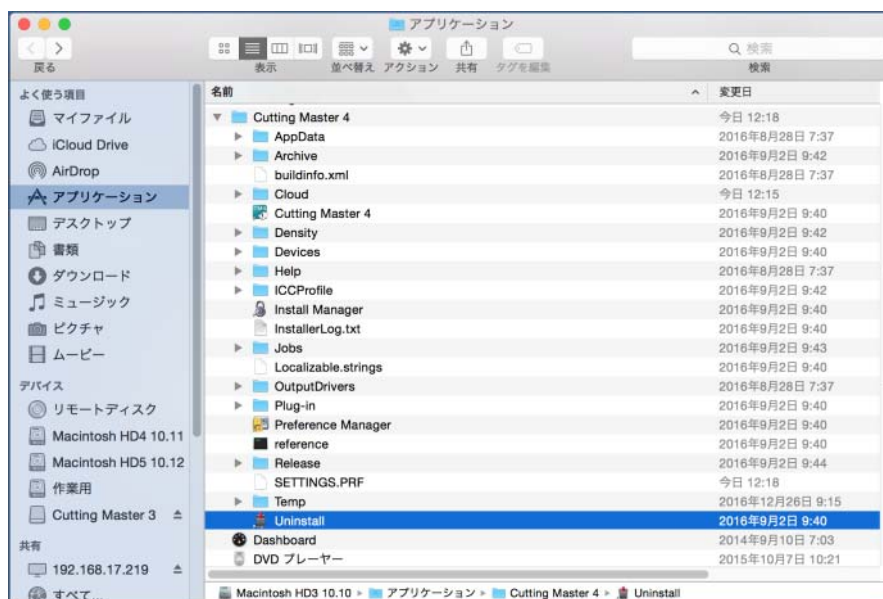 アプリケーション
戻る
表示
並べ替え
アクション
共有
タグを編集
検索
検索
よく使う項目
マイファイル
iCloud Drive
AirDrop
アプリケーション
デスクトップ
書類
ダウンロード
ミュージック
ピクチャ
ムービー
デバイス
リモートディスク
Macintosh HD4 10.11
Macintosh HD5 10.12
作業用
Cutting Master 3
共有
192.168.17.219
すべて...
名前 変更日
Cutting Master 4 今日 12:18
AppData 2016年8月28日 7:37
Archive 2016年9月2日 9:42
buildinfo.xml 2016年8月28日 7:37
Cloud 今日 12:15
Cutting Master 4 2016年9月2日 9:40
Density 2016年9月2日 9:42
Devices 2016年9月2日 9:40
Help 2016年8月28日 7:37
ICCProfile 2016年9月2日 9:42
Install Manager 2016年9月2日 9:40
InstallerLog.txt 2016年9月2日 9:40
Jobs 2016年9月2日 9:43
Localizable.strings 2016年9月2日 9:40
OutputDrivers 2016年8月28日 7:37
Plug-in 2016年9月2日 9:40
Preference Manager 2016年9月2日 9:40
reference 2016年9月2日 9:40
Release 2016年9月2日 9:44
SETTINGS.PRF 今日 12:18
Temp 2016年12月26日 9:15
Uninstall 2016年9月2日 9:40
Dashboard 2014年9月10日 7:03
DVD プレーヤー 2015年10月7日 10:21
Macintosh HD3 10.10 ▸ アプリケーション ▸ Cutting Master 4 ▸ Uninstall